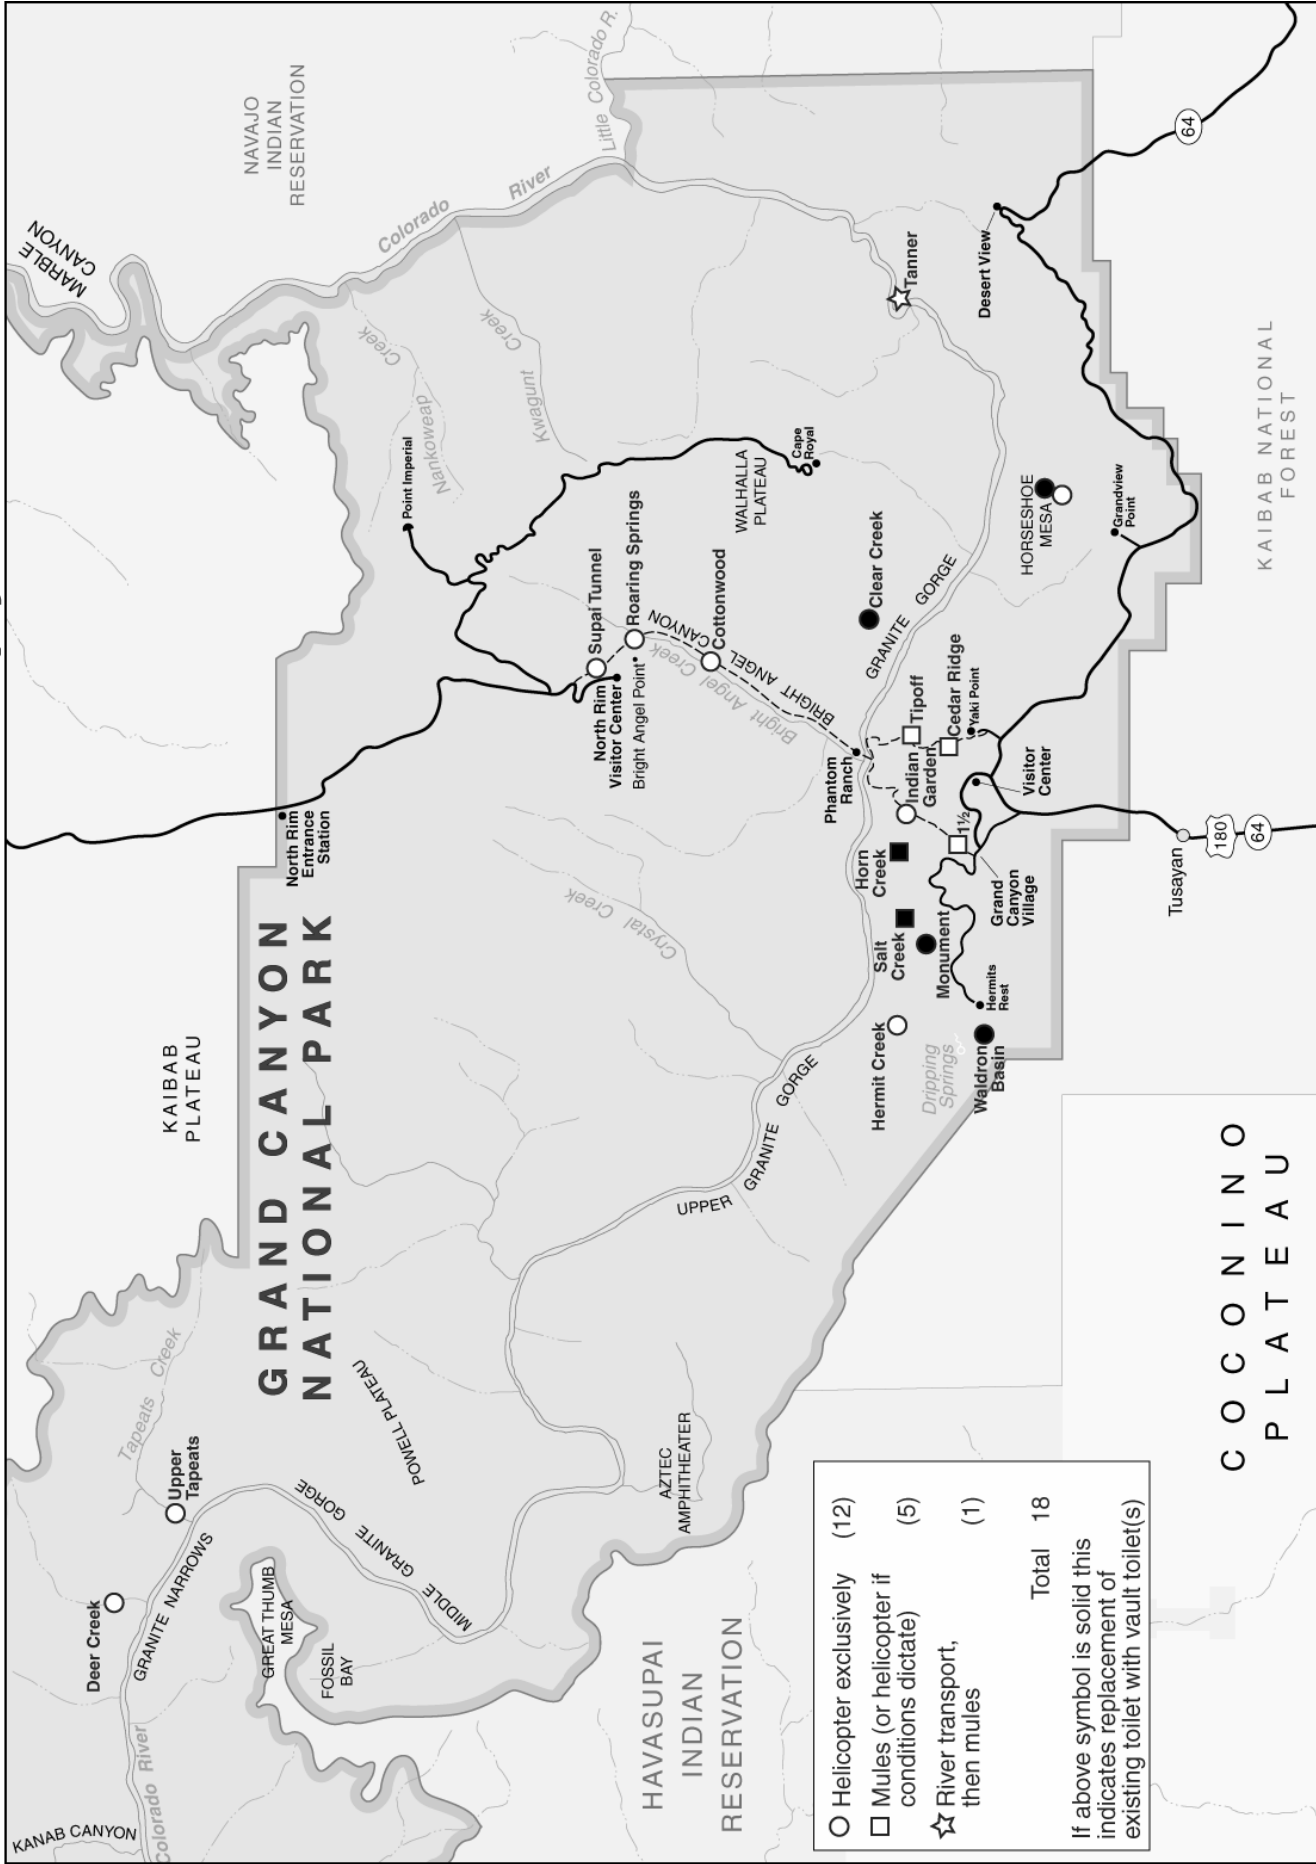 MARBLE
CANYON
NAVAJO
INDIAN
RESERVATION
Little Colorado R.
Colorado
River
Nankoweap
Creek
Kwagunt
Creek
Point Imperial
Tanner
Desert View
64
KAIBAB NATIONAL
FOREST
Cape
Royal
WALHALLA
PLATEAU
HORSESHOE
MESA
Grandview
Point
Supai Tunnel
Roaring Springs
Cottonwood
North Rim
Visitor Center
Bright Angel Point
Bright Angel Creek
BRIGHT ANGEL
CANYON
Clear Creek
GRANITE GORGE
Phantom
Ranch
Tipoff
Cedar Ridge
Yaki Point
Indian
Garden
1½
Visitor
Center
Grand
Canyon
Village
Tusayan
180
64
North Rim
Entrance
Station
Horn
Creek
Salt
Creek
Monument
Hermits
Rest
Hermit Creek
Dripping
Springs
Waldron
Basin
Crystal Creek
KAIBAB
PLATEAU
GRAND CANYON
NATIONAL PARK
UPPER GRANITE GORGE
COCONINO
PLATEAU
Tapeats Creek
Upper
Tapeats
POWELL PLATEAU
AZTEC
AMPHITHEATER
Deer Creek
GRANITE NARROWS
MIDDLE GRANITE GORGE
GREAT THUMB
MESA
FOSSIL
BAY
KANAB CANYON
Colorado River
HAVASUPAI
INDIAN
RESERVATION
Helicopter exclusively (12)
Mules (or helicopter if
conditions dictate) (5)
River transport,
then mules (1)
Total 18
If above symbol is solid this
indicates replacement of
existing toilet with vault toilet(s)